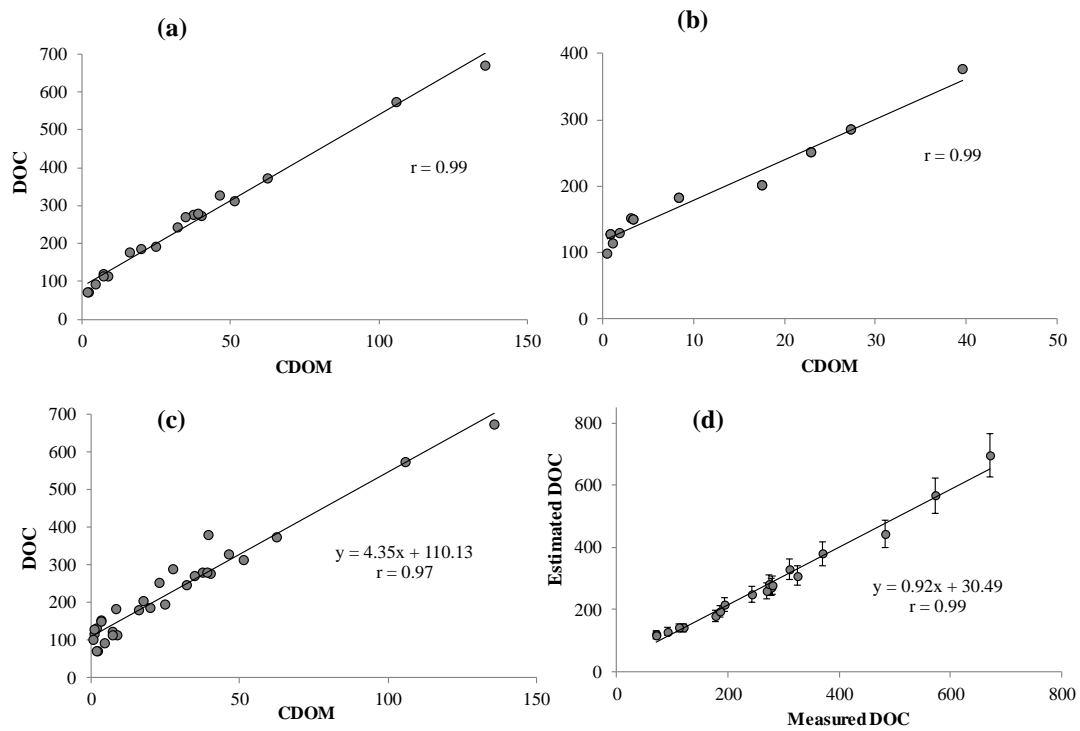 (a)
700
600
500
400
300
200
100
0
DOC
r = 0.99
0 50 100 150
CDOM
(b)
400
300
200
100
0
r = 0.99
0 10 20 30 40 50
CDOM
(c)
700
600
500
400
300
200
100
0
DOC
y = 4.35x + 110.13
r = 0.97
0 50 100 150
CDOM
(d)
800
600
400
200
0
Estimated DOC
y = 0.92x + 30.49
r = 0.99
0 200 400 600 800
Measured DOC